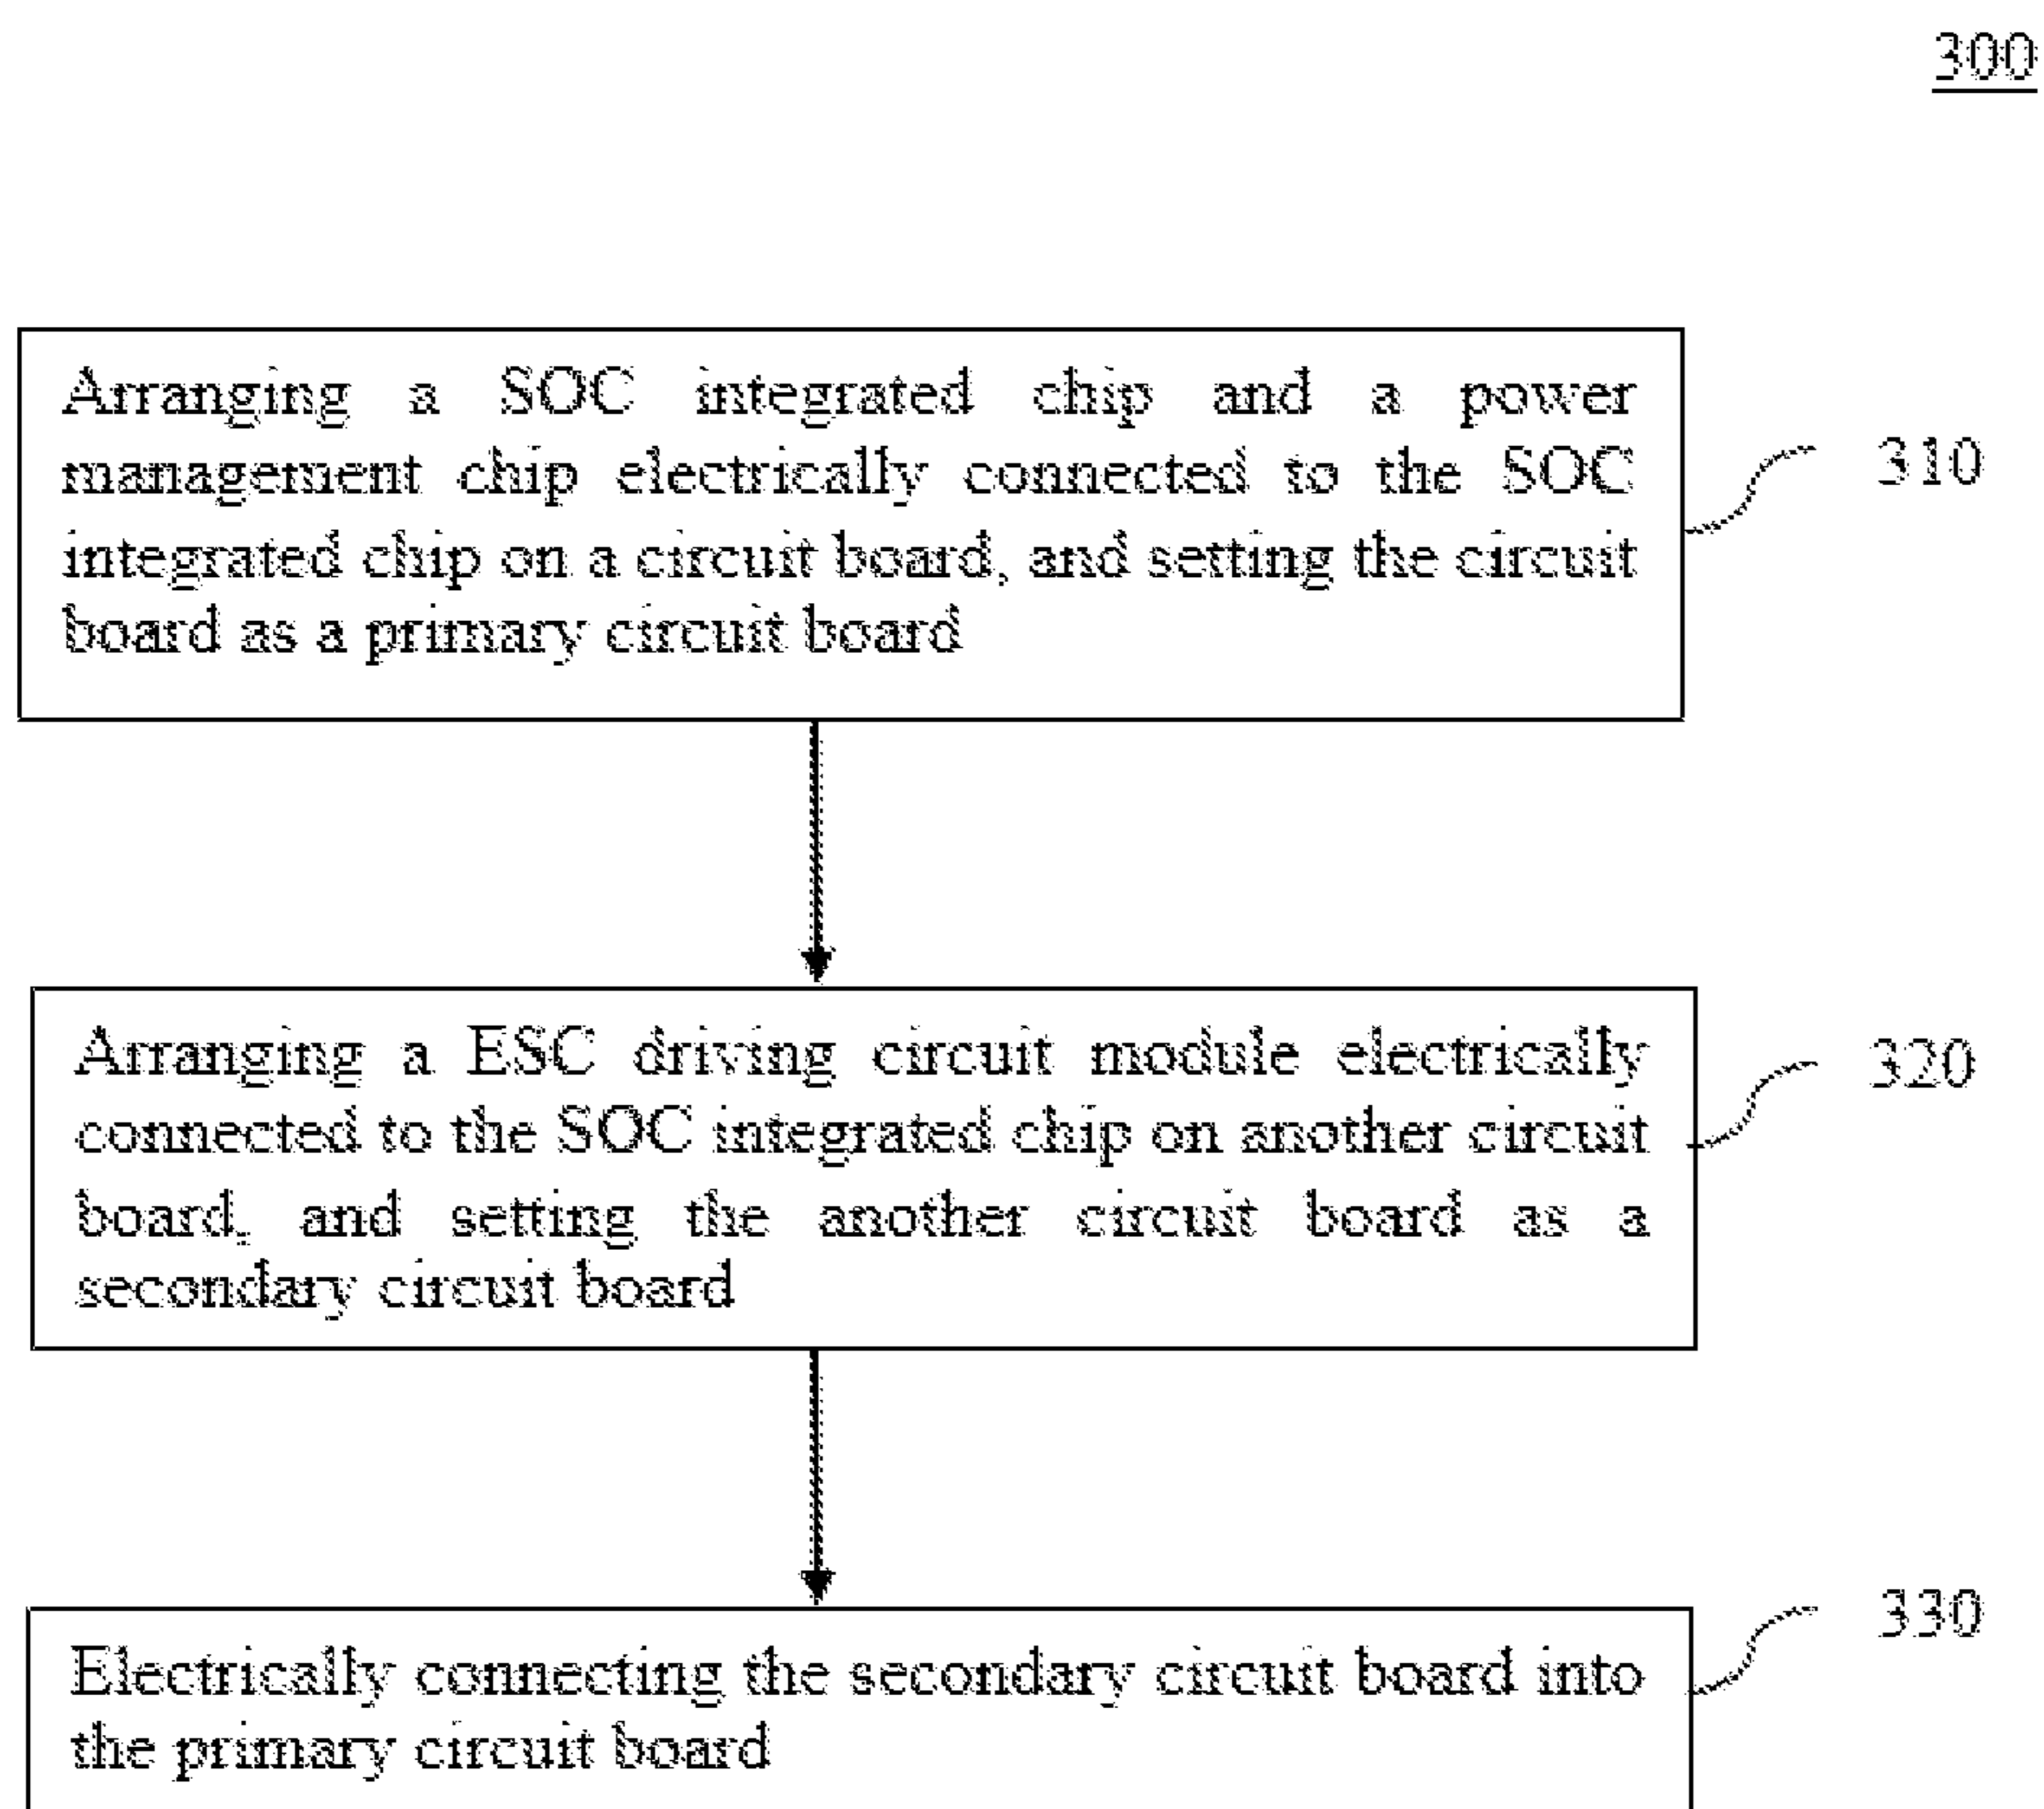 300
Arranging a SOC integrated chip and a power
management chip electrically connected to the SOC
integrated chip on a circuit board, and setting the circuit
board as a primary circuit board
310
Arranging a ESC driving circuit module electrically
connected to the SOC integrated chip on another circuit
board, and setting the another circuit board as a
secondary circuit board
320
Electrically connecting the secondary circuit board into
the primary circuit board
330